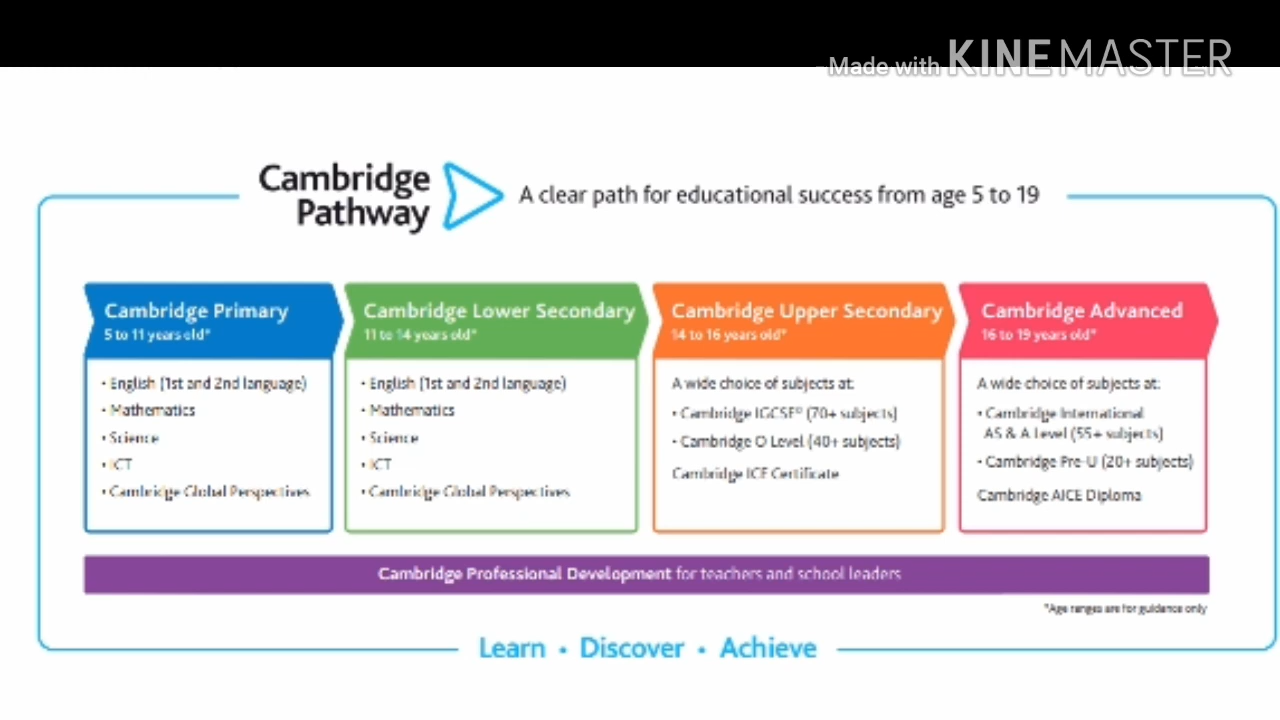 Made with KINEMASTER
Cambridge
Pathway
A clear path for educational success from age 5 to 19
Cambridge Primary
5 to 11 years old*
• English (1st and 2nd language)
• Mathematics
• Science
• ICT
• Cambridge Global Perspectives
Cambridge Lower Secondary
11 to 14 years old*
• English (1st and 2nd language)
• Mathematics
• Science
• ICT
• Cambridge Global Perspectives
Cambridge Upper Secondary
14 to 16 years old*
A wide choice of subjects at:
• Cambridge IGCSE® (70+ subjects)
• Cambridge O Level (40+ subjects)
Cambridge ICE Certificate
Cambridge Advanced
16 to 19 years old*
A wide choice of subjects at:
• Cambridge International
AS & A Level (55+ subjects)
• Cambridge Pre-U (20+ subjects)
Cambridge AICE Diploma
Cambridge Professional Development for teachers and school leaders
*Age ranges are for guidance only
Learn • Discover • Achieve